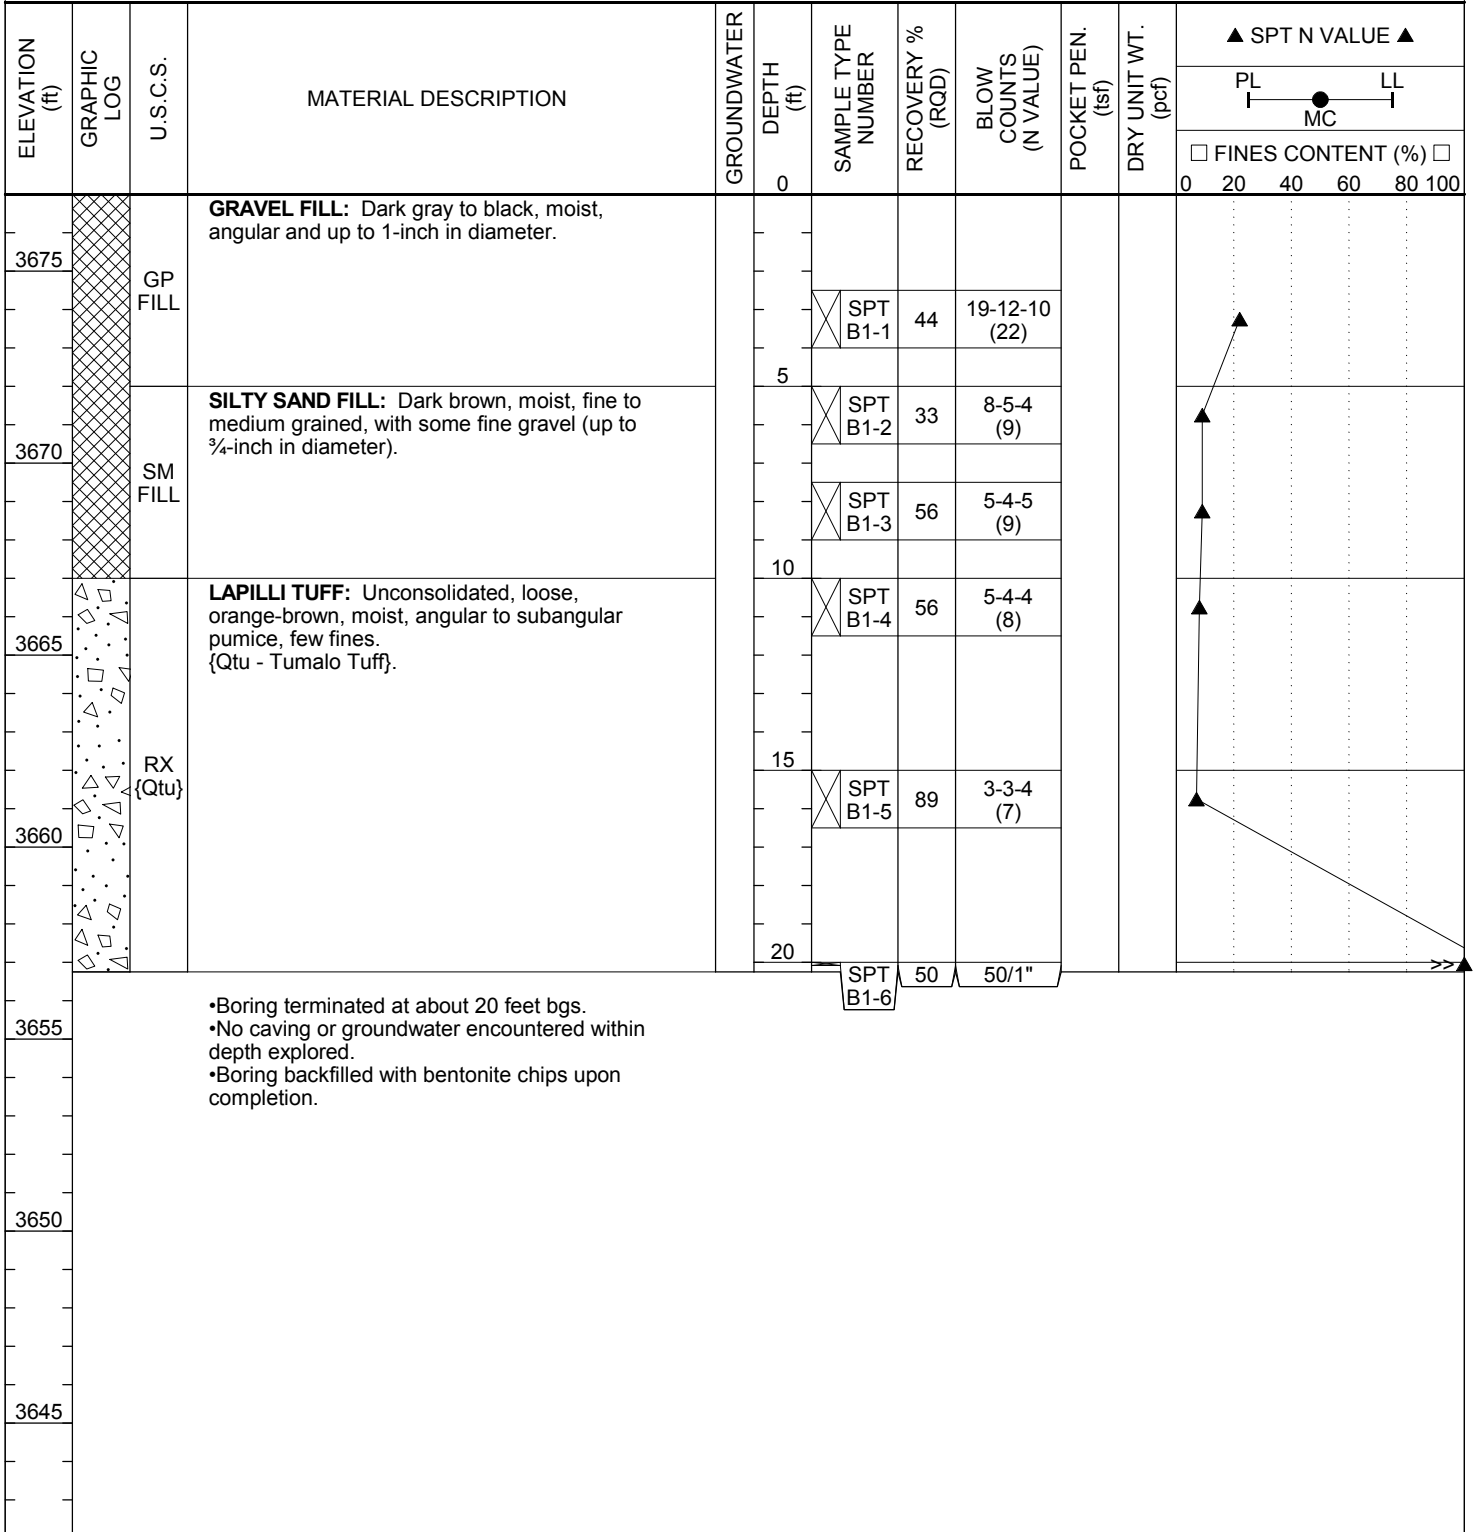 ELEVATION
(ft)
GRAPHIC
LOG
U.S.C.S.
MATERIAL DESCRIPTION
GROUNDWATER
DEPTH
(ft)
0
SAMPLE TYPE
NUMBER
RECOVERY %
(RQD)
BLOW
COUNTS
(N VALUE)
POCKET PEN.
(tsf)
DRY UNIT WT.
(pcf)
▲ SPT N VALUE ▲
PL LL
MC
□ FINES CONTENT (%) □
0 20 40 60 80 100
GRAVEL FILL: Dark gray to black, moist,
angular and up to 1-inch in diameter.
3675
GP
FILL
SPT
B1-1
44
19-12-10
(22)
5
SILTY SAND FILL: Dark brown, moist, fine to
medium grained, with some fine gravel (up to
¾-inch in diameter).
SPT
B1-2
33
8-5-4
(9)
3670
SM
FILL
SPT
B1-3
56
5-4-5
(9)
10
LAPILLI TUFF: Unconsolidated, loose,
orange-brown, moist, angular to subangular
pumice, few fines.
{Qtu - Tumalo Tuff}.
SPT
B1-4
56
5-4-4
(8)
3665
RX
{Qtu}
15
SPT
B1-5
89
3-3-4
(7)
3660
20
SPT
B1-6
50
50/1"
>>
•Boring terminated at about 20 feet bgs.
•No caving or groundwater encountered within
depth explored.
•Boring backfilled with bentonite chips upon
completion.
3655
3650
3645